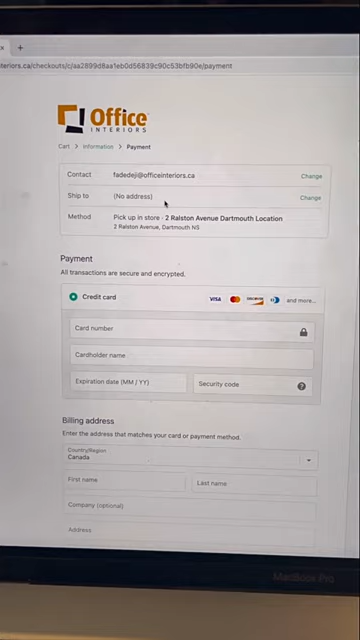 teriors.ca/checkouts/c/aa2899d8aa1eb0d56839c90c53bfb90e/payment
Office
INTERIORS
Cart > Information > Payment
Contact fadedeji@officeinteriors.ca Change
Ship to (No address) Change
Method Pick up in store · 2 Ralston Avenue Dartmouth Location
2 Ralston Avenue, Dartmouth NS
Payment
All transactions are secure and encrypted.
Credit card VISA and more...
Card number
Cardholder name
Expiration date (MM / YY) Security code
Billing address
Enter the address that matches your card or payment method.
Country/Region
Canada
First name Last name
Company (optional)
Address
MacBook Pro